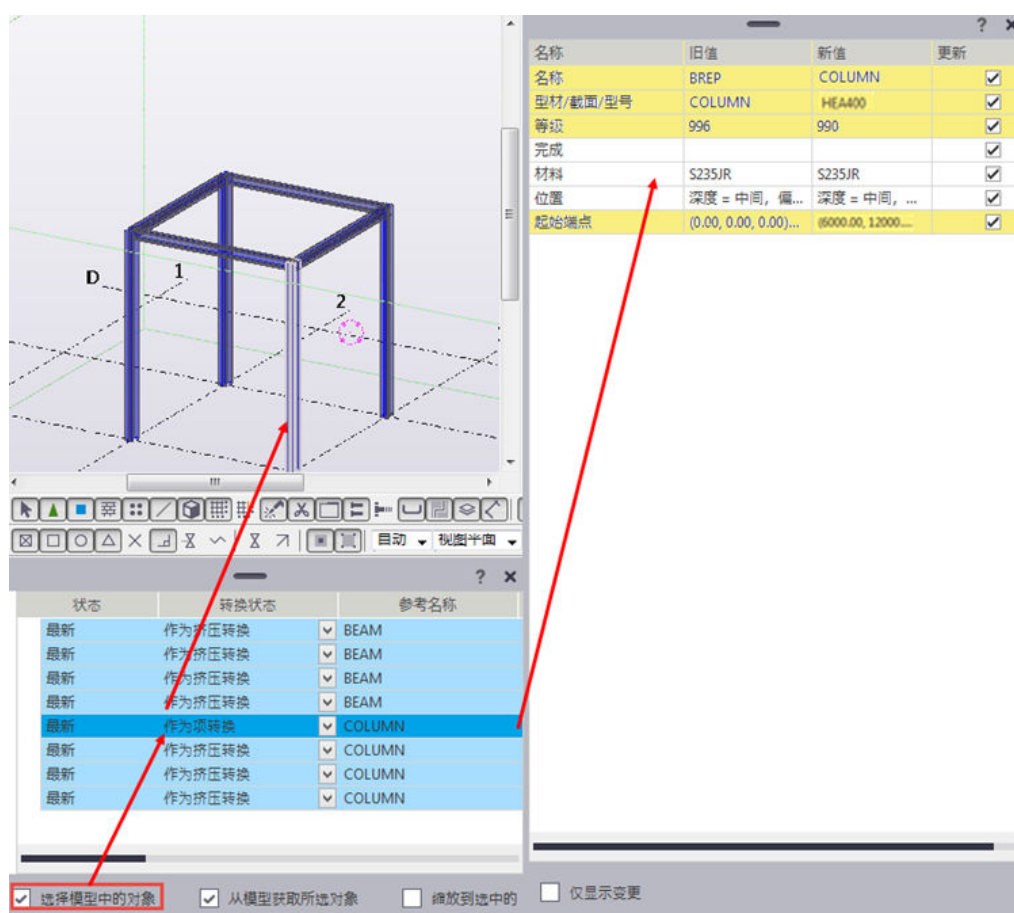 ? ×
名称 旧值 新值 更新
名称 BREP COLUMN
型材/截面/型号 COLUMN HEA400
等级 996 990
完成
材料 S235JR S235JR
位置 深度 = 中间, 偏... 深度 = 中间, ...
起始端点 (0.00, 0.00, 0.00)... (6000.00, 12000....
D 1
2
自动 视图平面
? ×
状态 转换状态 参考名称
最新 作为挤压转换 BEAM
最新 作为挤压转换 BEAM
最新 作为挤压转换 BEAM
最新 作为挤压转换 BEAM
最新 作为项转换 COLUMN
最新 作为挤压转换 COLUMN
最新 作为挤压转换 COLUMN
最新 作为挤压转换 COLUMN
选择模型中的对象 从模型获取所选对象 缩放到选中的 仅显示变更